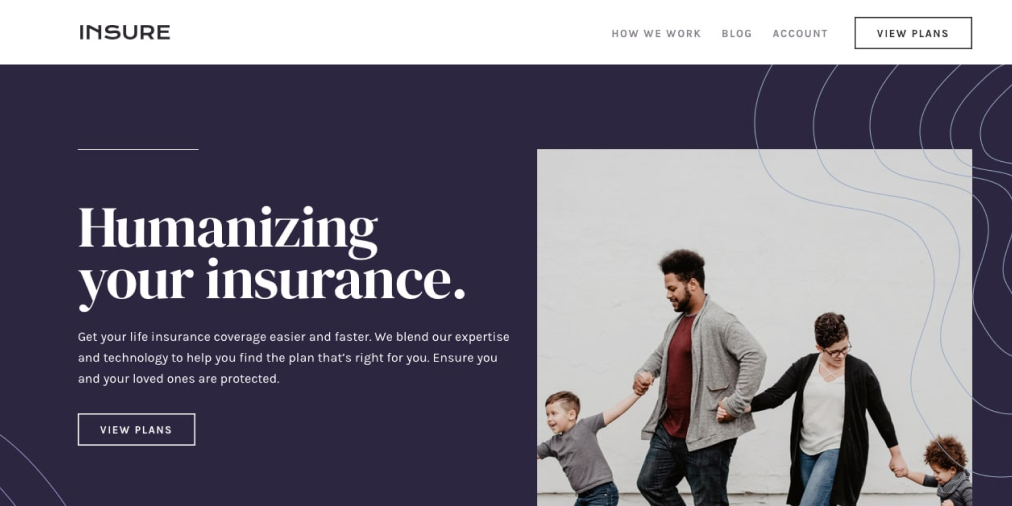 INSURE
HOW WE WORK
BLOG
ACCOUNT
VIEW PLANS
Humanizing
your insurance.
Get your life insurance coverage easier and faster. We blend our expertise
and technology to help you find the plan that’s right for you. Ensure you
and your loved ones are protected.
VIEW PLANS